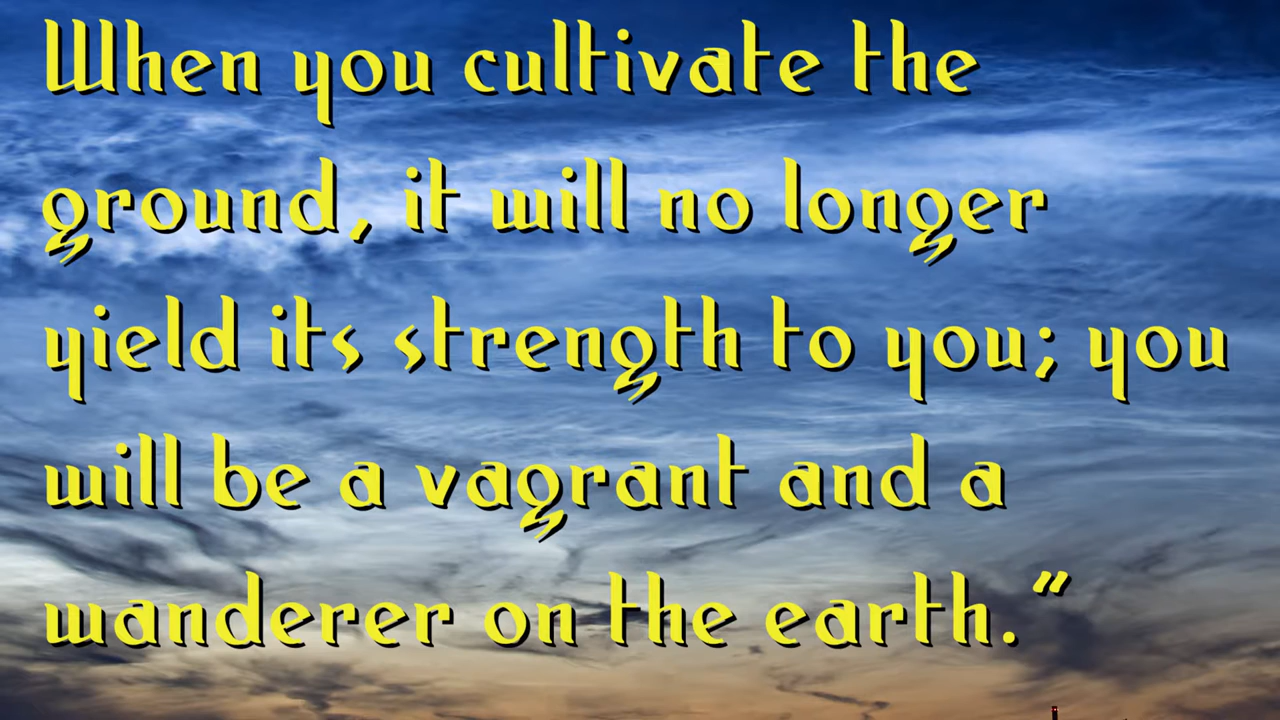 When you cultivate the
ground, it will no longer
yield its strength to you; you
will be a vagrant and a
wanderer on the earth.”